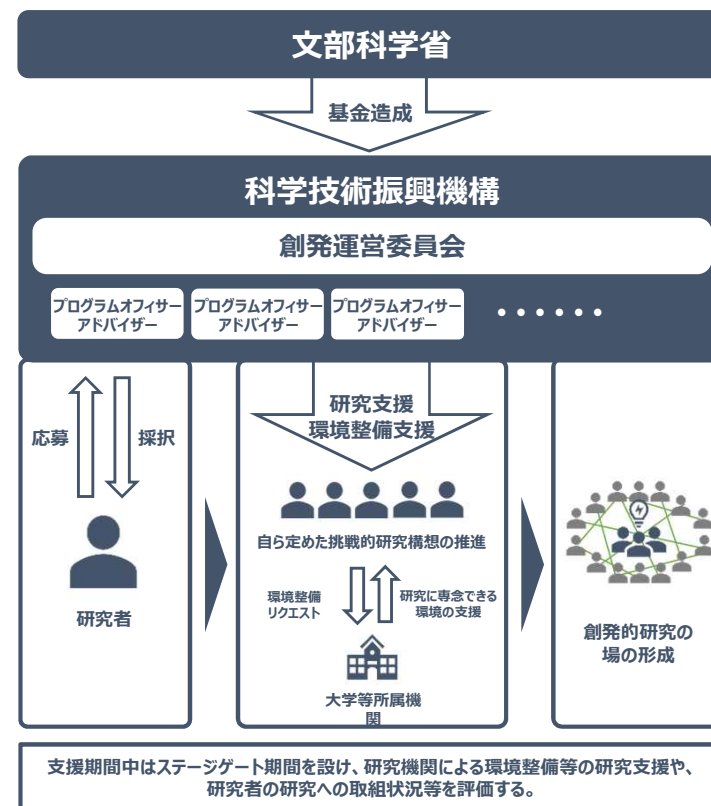 文部科学省
基金造成
科学技術振興機構
創発運営委員会
プログラムオフィサー
アドバイザー
プログラムオフィサー
アドバイザー
プログラムオフィサー
アドバイザー
・・・・・・
応募
採択
研究者
研究支援
環境整備支援
自ら定めた挑戦的研究構想の推進
環境整備
リクエスト
研究に専念できる
環境の支援
大学等所属機
関
創発的研究の
場の形成
支援期間中はステージゲート期間を設け、研究機関による環境整備等の研究支援や、
研究者の研究への取組状況等を評価する。